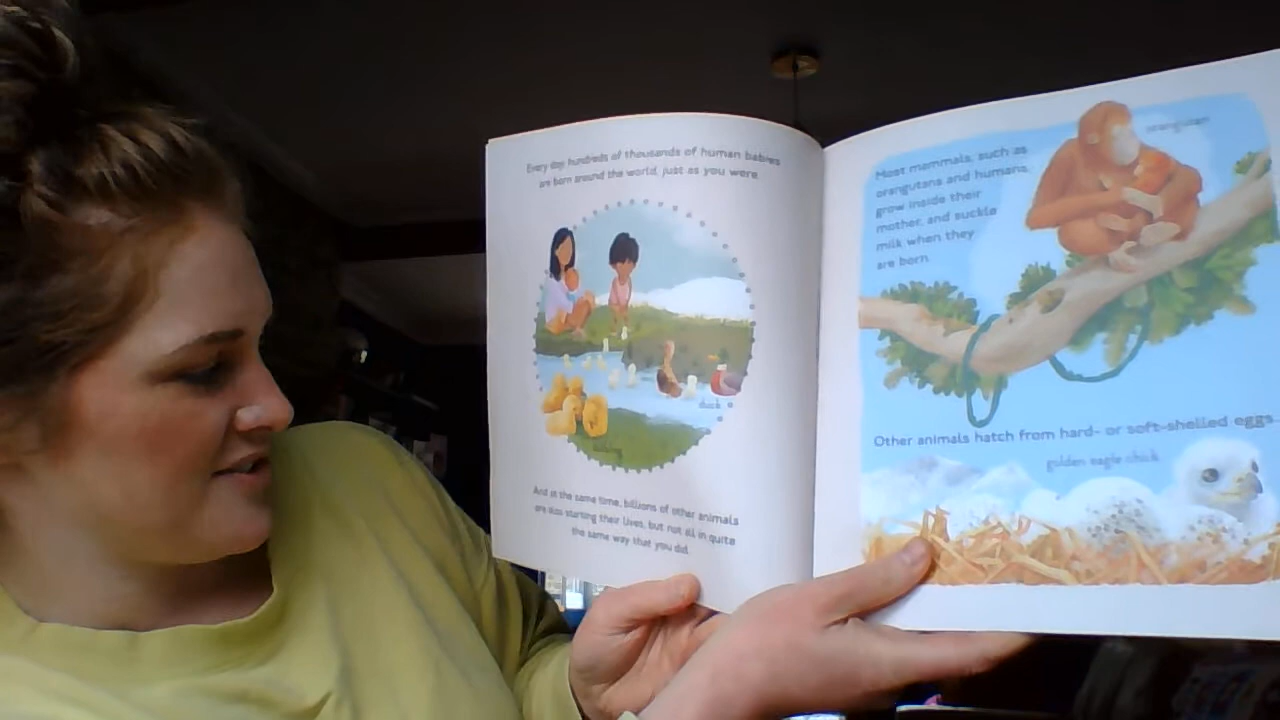 Every day, hundreds of thousands of human babies
are born around the world, just as you were.
duck
And at the same time, billions of other animals
are also starting their lives, but not all in quite
the same way that you did.
orangutan
Most mammals, such as
orangutans and humans,
grow inside their
mother, and suckle
milk when they
are born.
Other animals hatch from hard- or soft-shelled eggs
golden eagle chick